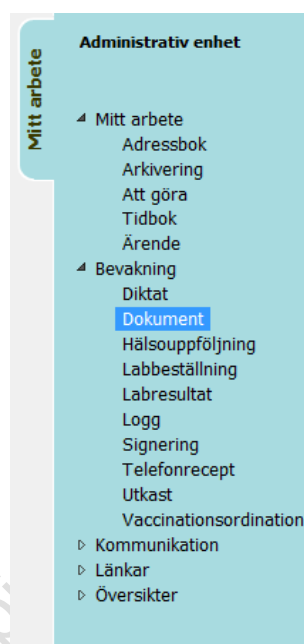 Mitt arbete
Administrativ enhet
Mitt arbete
Adressbok
Arkivering
Att göra
Tidbok
Ärende
Bevakning
Diktat
Dokument
Hälsouppföljning
Labbeställning
Labresultat
Logg
Signering
Telefonrecept
Utkast
Vaccinationsordination
Kommunikation
Länkar
Översikter